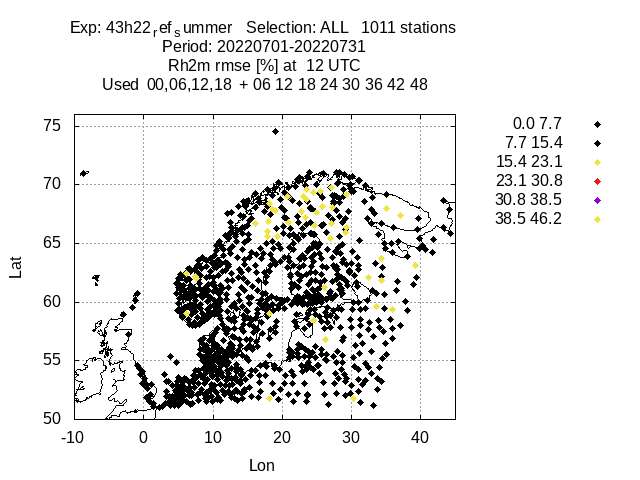 Exp: 43h22ᵣefₛummer   Selection: ALL   1011 stations
Period: 20220701-20220731
Rh2m rmse [%] at  12 UTC
Used  00,06,12,18  + 06 12 18 24 30 36 42 48
0.0 7.7
7.7 15.4
15.4 23.1
23.1 30.8
30.8 38.5
38.5 46.2
75
70
65
60
55
50
Lat
-10 0 10 20 30 40
Lon